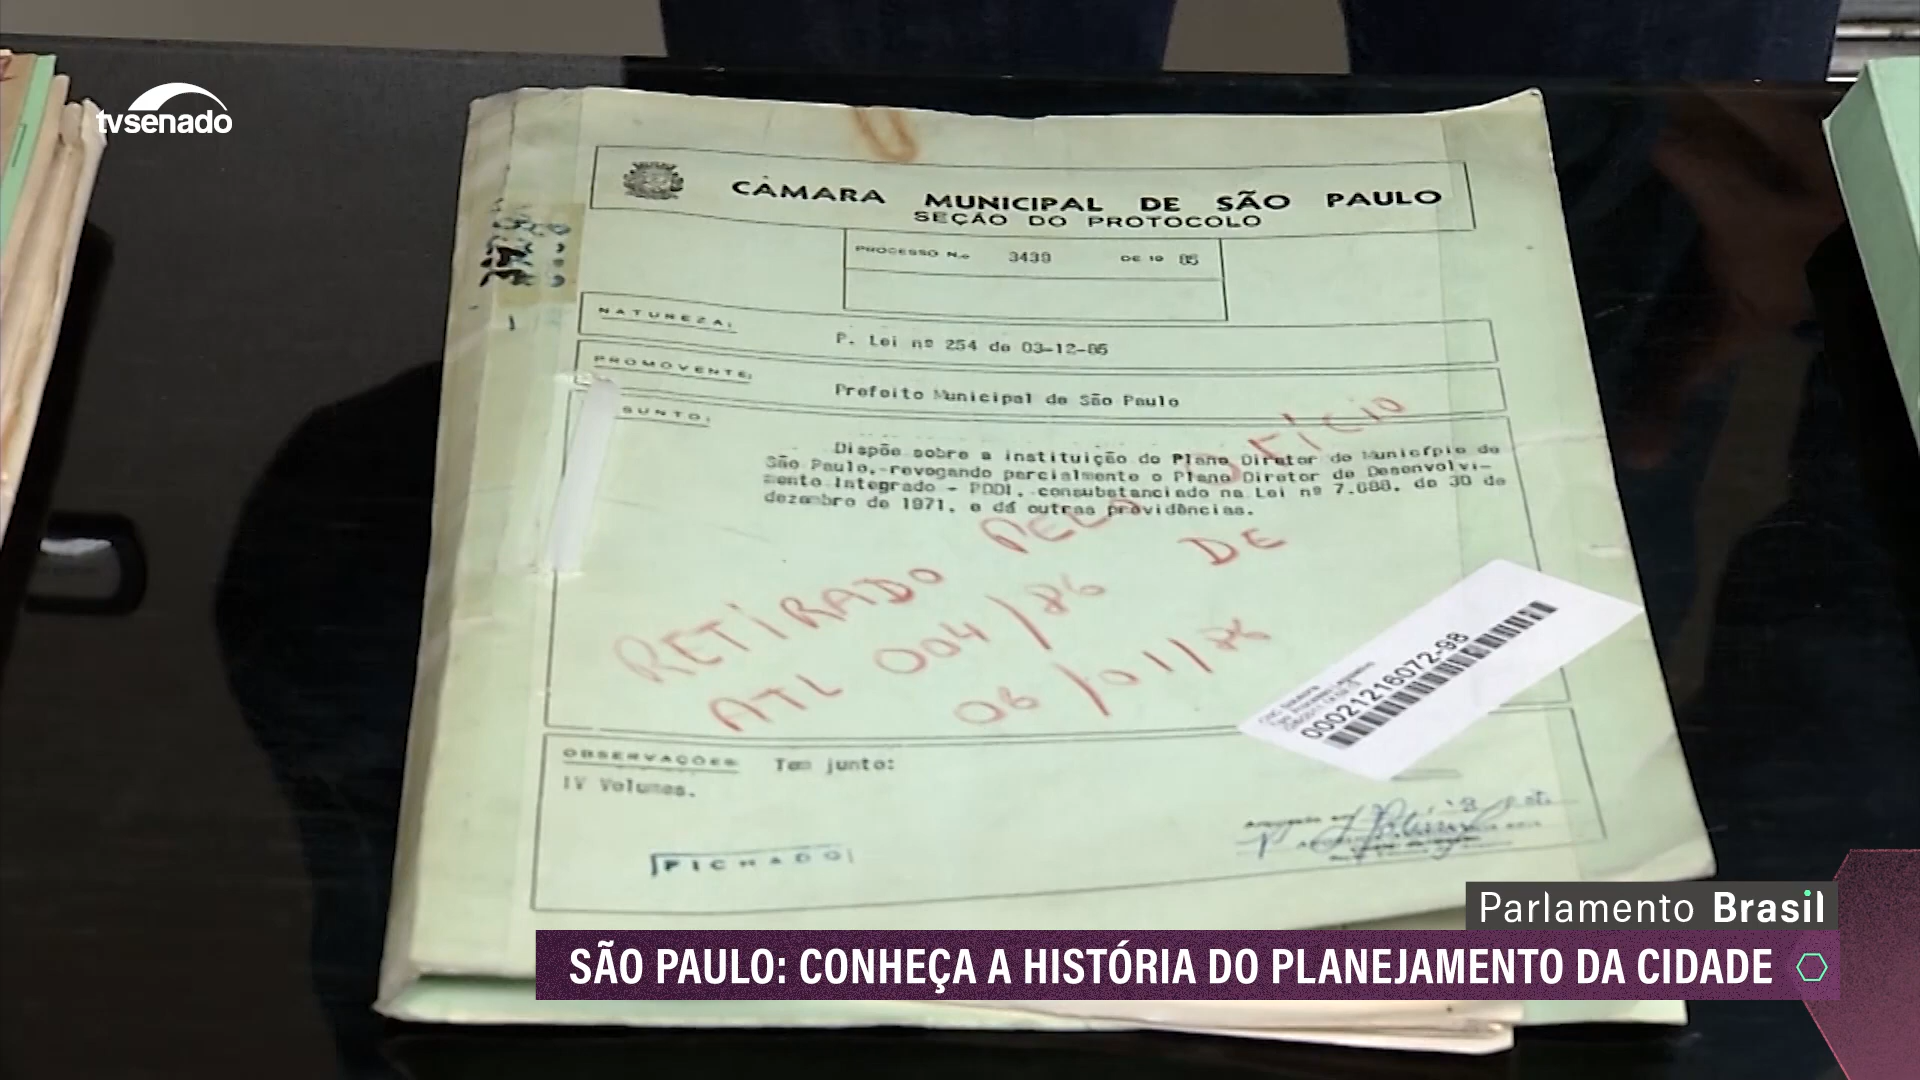 tvsenado
CÂMARA MUNICIPAL DE SÃO PAULO
SEÇÃO DO PROTOCOLO
PROCESSO N.o 3439 DE 19 85
NATUREZA:
P. Lei nº 254 de 03-12-85
PROMOVENTE:
Prefeito Municipal de São Paulo
SUNTO:
Dispõe sobre a instituição do Plano Diretor do Município de
São Paulo, revogando parcialmente o Plano Diretor de Desenvolvi-
mento Integrado - PDDI, consubstanciado na Lei nº 7.688, de 30 de
dezembro de 1971, e dá outras providências.
RETIRADO PELO OFÍCIO
ATL 004/86 DE
06/01/86
00021216072-98
OBSERVAÇÕES: Tem junto:
IV Volumes.
FICHADO
Parlamento Brasil
SÃO PAULO: CONHEÇA A HISTÓRIA DO PLANEJAMENTO DA CIDADE